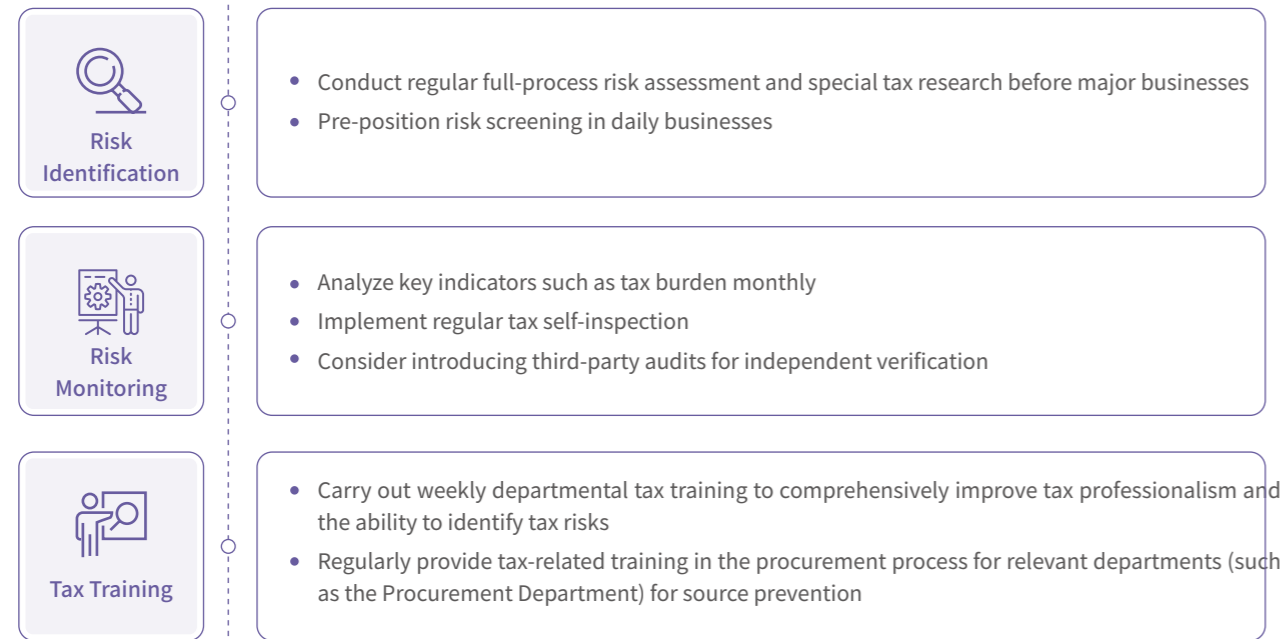 Risk
Identification
Conduct regular full-process risk assessment and special tax research before major businesses
Pre-position risk screening in daily businesses
Risk
Monitoring
Analyze key indicators such as tax burden monthly
Implement regular tax self-inspection
Consider introducing third-party audits for independent verification
Tax Training
Carry out weekly departmental tax training to comprehensively improve tax professionalism and
the ability to identify tax risks
Regularly provide tax-related training in the procurement process for relevant departments (such
as the Procurement Department) for source prevention